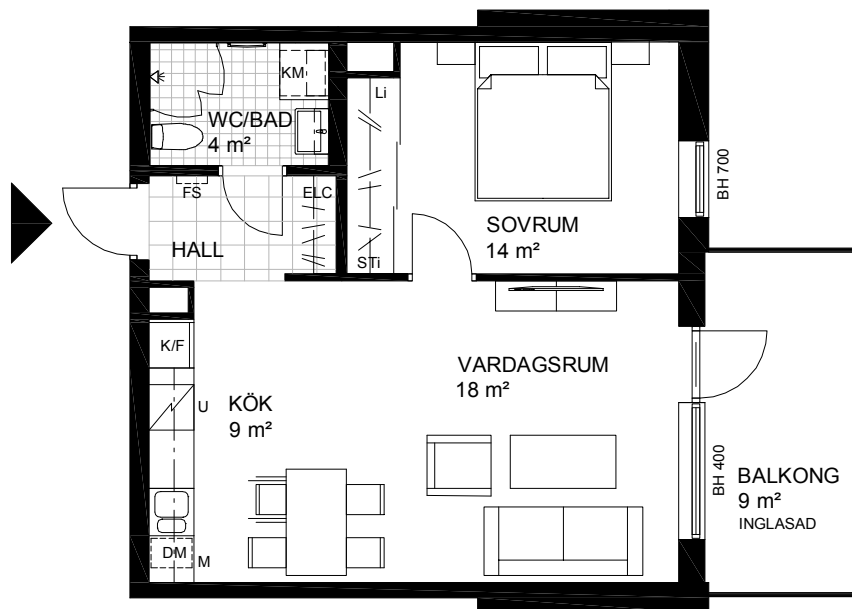 KM
Li
WC/BAD
4 m²
BH 700
FS
ELC
SOVRUM
14 m²
HALL
STi
K/F
VARDAGSRUM
18 m²
U
KÖK
9 m²
BH 400
BALKONG
9 m²
INGLASAD
DM
M